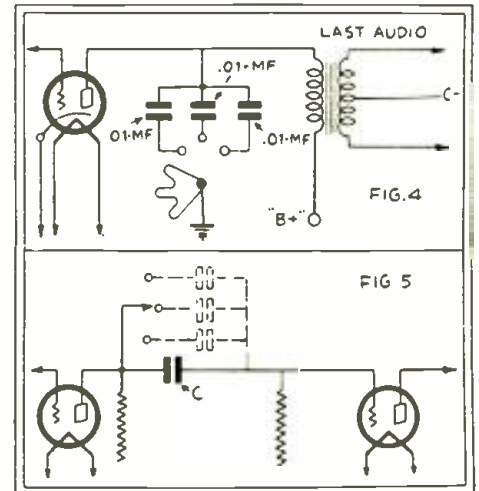 LAST AUDIO
.01-MF
.01-MF
.01-MF
C-
FIG.4
"B+"
FIG 5
C